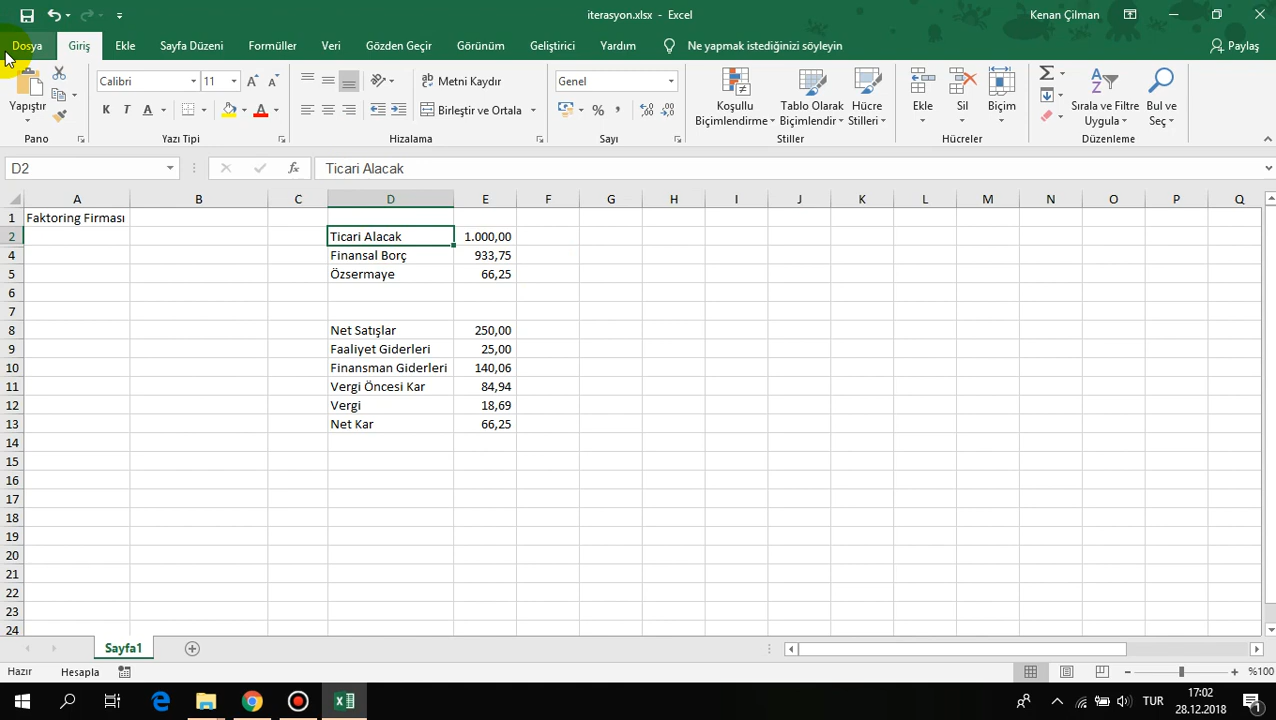 iterasyon.xlsx - Excel
Kenan Çilman
Dosya Giriş Ekle Sayfa Düzeni Formüller Veri Gözden Geçir Görünüm Geliştirici Yardım Ne yapmak istediğinizi söyleyin Paylaş
Yapıştır
Calibri 11
K T A
Metni Kaydır
Birleştir ve Ortala
Genel
Koşullu Biçimlendirme
Tablo Olarak Biçimlendir
Hücre Stilleri
Ekle Sil Biçim
Sırala ve Filtre Uygula
Bul ve Seç
Pano Yazı Tipi Hizalama Sayı Stiller Hücreler Düzenleme
D2 fx Ticari Alacak
A B C D E F G H I J K L M N O P Q
1 Faktoring Firması
2 Ticari Alacak 1.000,00
4 Finansal Borç 933,75
5 Özsermaye 66,25
6
7
8 Net Satışlar 250,00
9 Faaliyet Giderleri 25,00
10 Finansman Giderleri 140,06
11 Vergi Öncesi Kar 84,94
12 Vergi 18,69
13 Net Kar 66,25
14
15
16
17
18
19
20
21
22
23
24
Sayfa1
Hazır Hesapla %100
TUR
17:02
28.12.2018
1